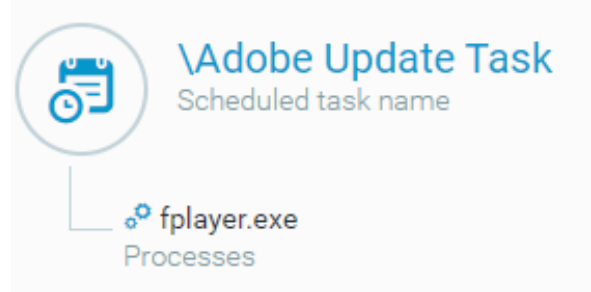 \Adobe Update Task
Scheduled task name
fplayer.exe
Processes